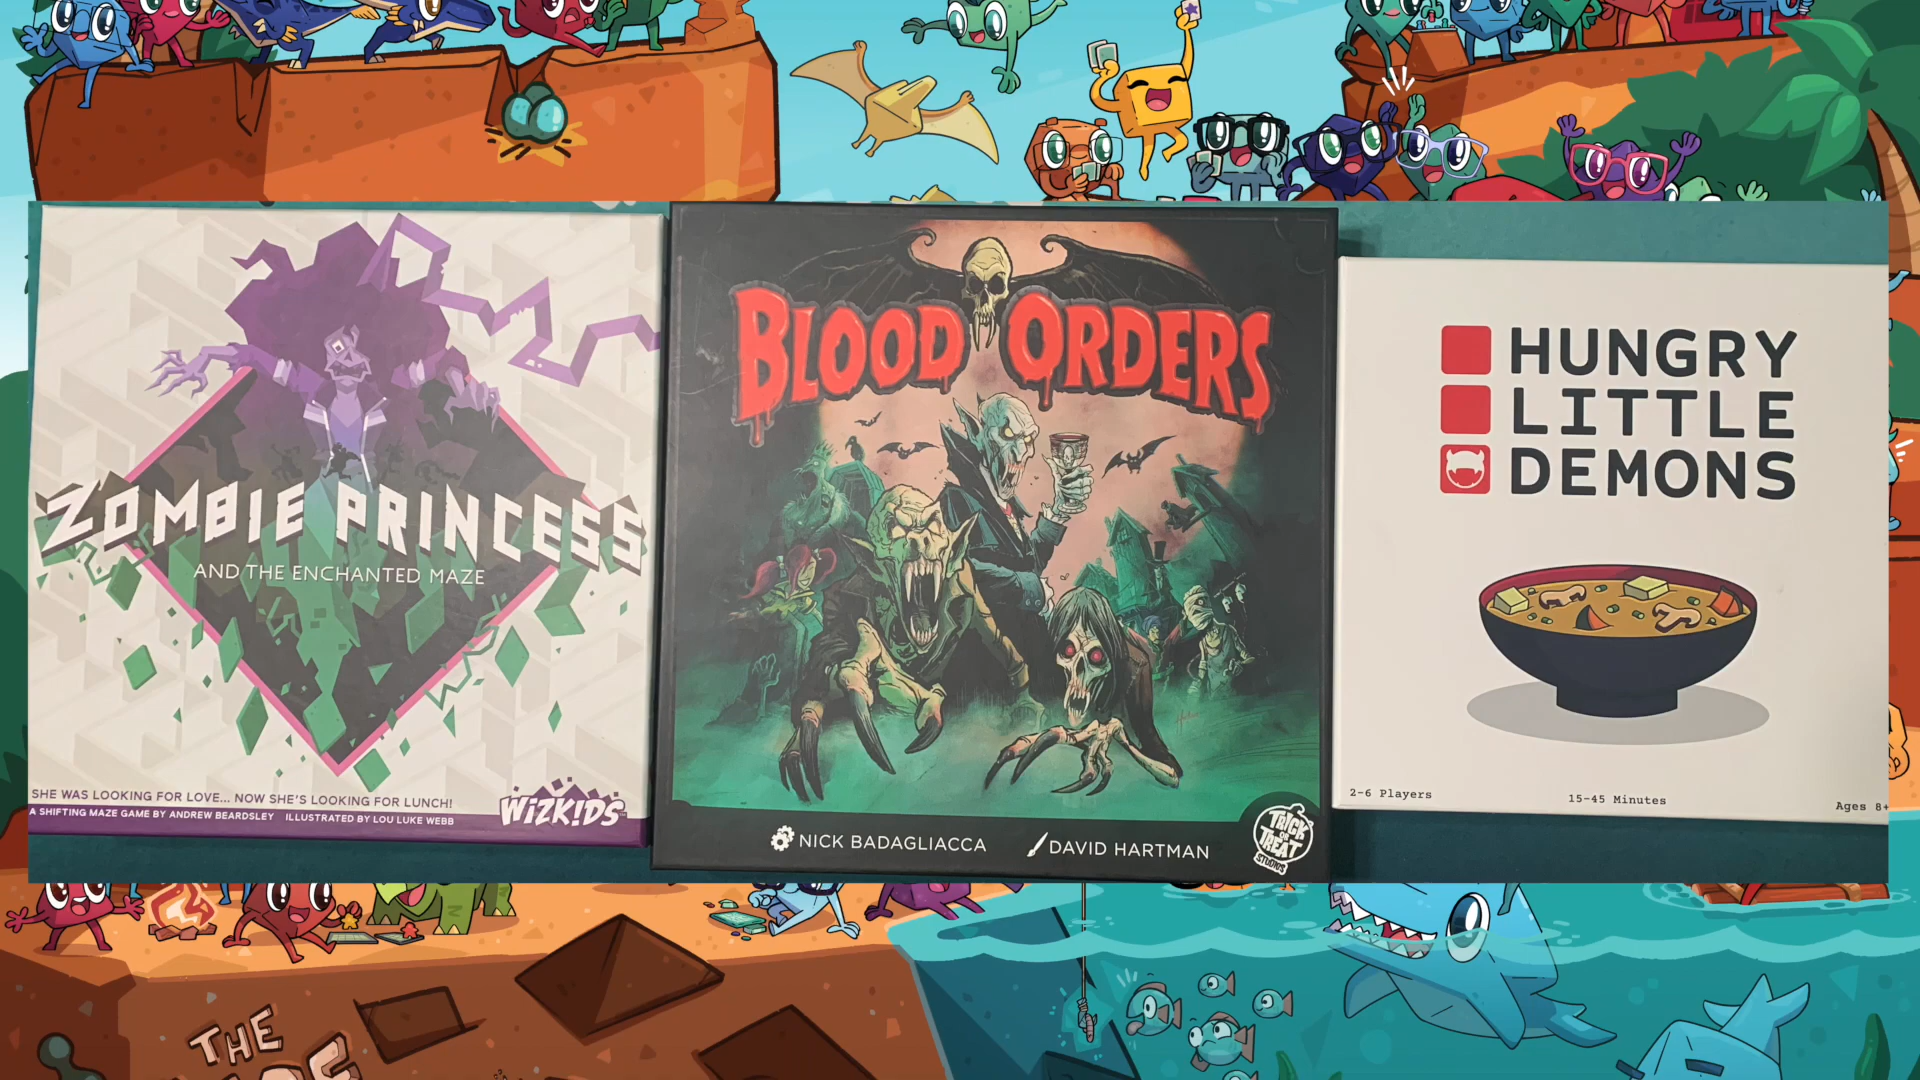 ZOMBIE PRINCESS
AND THE ENCHANTED MAZE
SHE WAS LOOKING FOR LOVE... NOW SHE'S LOOKING FOR LUNCH!
A SHIFTING MAZE GAME BY ANDREW BEARDSLEY ILLUSTRATED BY LOU LUKE WEBB
WIZKIDS
BLOOD ORDERS
NICK BADAGLIACCA
DAVID HARTMAN
TRICK
OR
TREAT
STUDIOS
HUNGRY
LITTLE
DEMONS
2-6 Players
15-45 Minutes
Ages 8+
THE